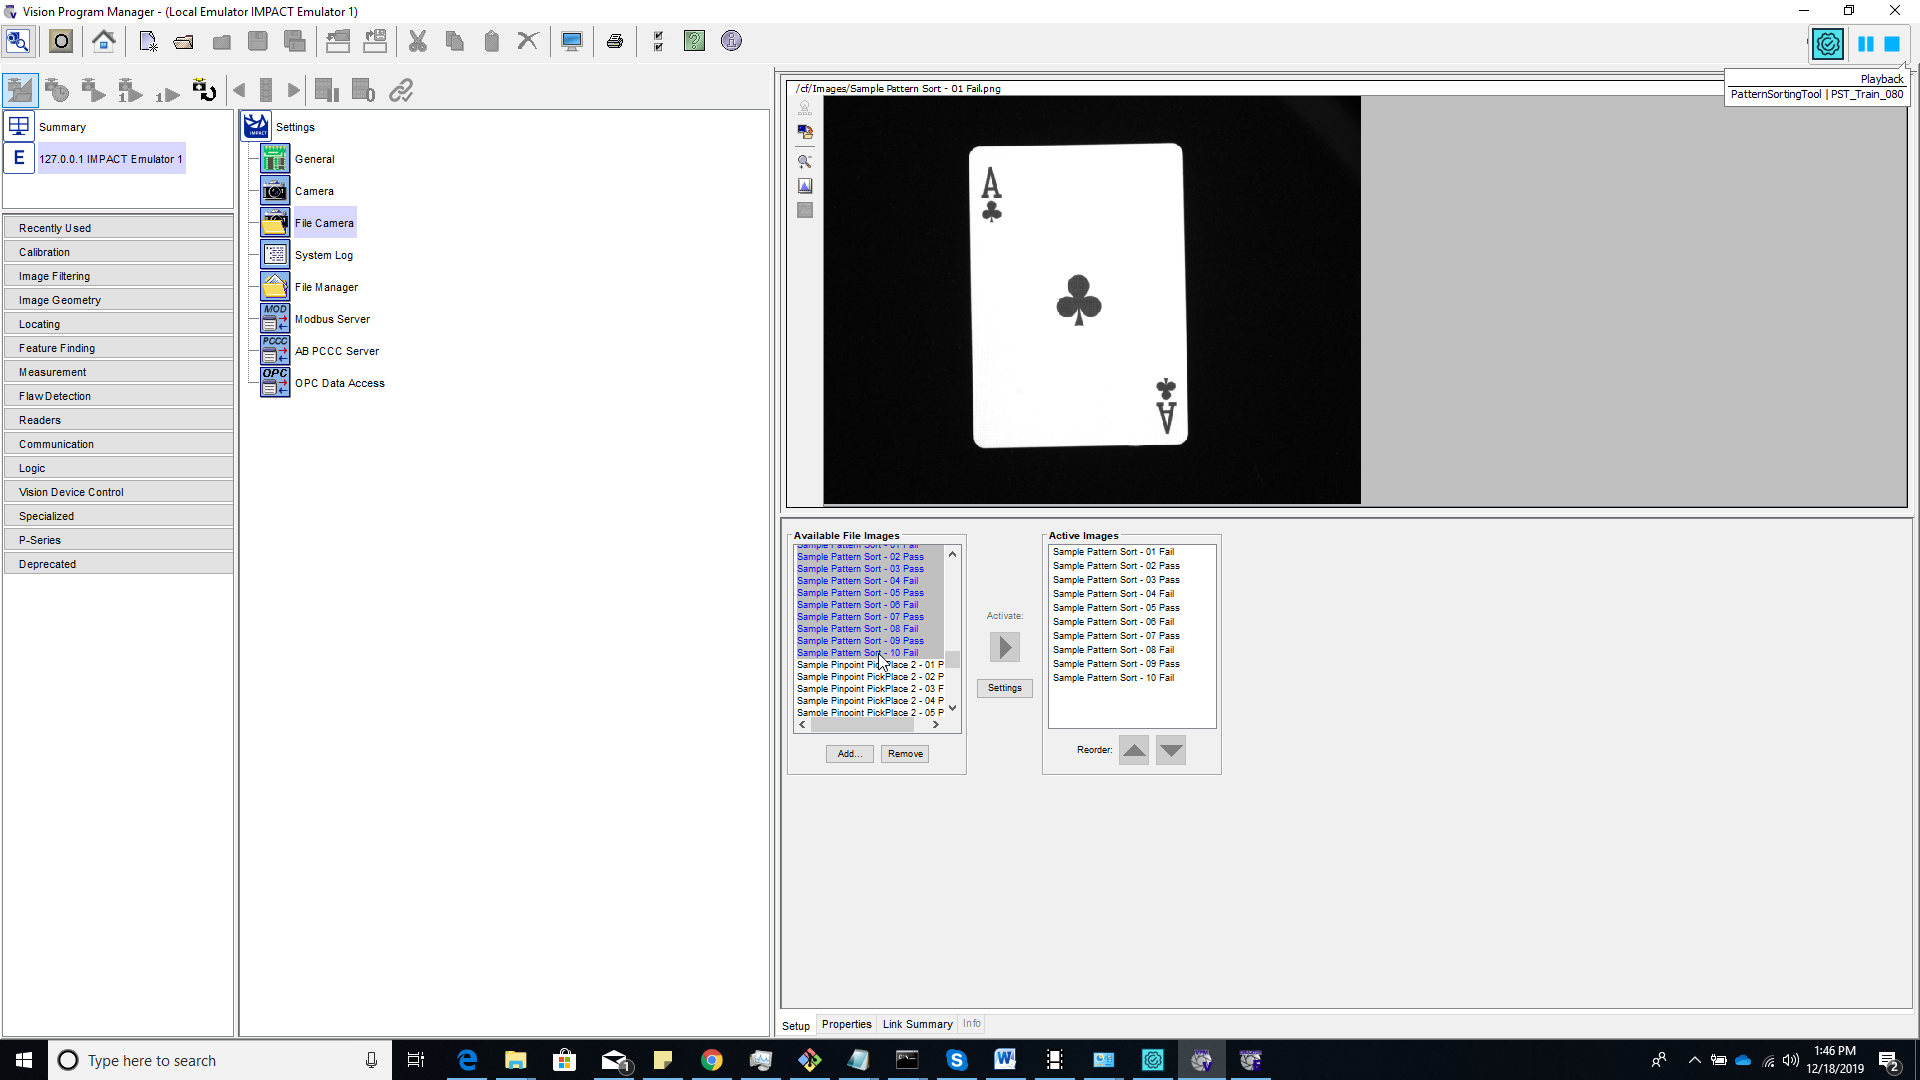 Vision Program Manager - (Local Emulator IMPACT Emulator 1)
O
Playback
PatternSortingTool | PST_Train_080
Summary
E
127.0.0.1 IMPACT Emulator 1
Recently Used
Calibration
Image Filtering
Image Geometry
Locating
Feature Finding
Measurement
Flaw Detection
Readers
Communication
Logic
Vision Device Control
Specialized
P-Series
Deprecated
IMPACT
Settings
General
Camera
File Camera
System Log
File Manager
MOD
Modbus Server
PCCC
AB PCCC Server
OPC
OPC Data Access
/cf/Images/Sample Pattern Sort - 01 Fail.png
A
A
Available File Images
Sample Pattern Sort - 01 Fail
Sample Pattern Sort - 02 Pass
Sample Pattern Sort - 03 Pass
Sample Pattern Sort - 04 Fail
Sample Pattern Sort - 05 Pass
Sample Pattern Sort - 06 Fail
Sample Pattern Sort - 07 Pass
Sample Pattern Sort - 08 Fail
Sample Pattern Sort - 09 Pass
Sample Pattern Sort - 10 Fail
Sample Pinpoint PickPlace 2 - 01 P
Sample Pinpoint PickPlace 2 - 02 P
Sample Pinpoint PickPlace 2 - 03 F
Sample Pinpoint PickPlace 2 - 04 P
Sample Pinpoint PickPlace 2 - 05 P
Add...
Remove
Activate:
Settings
Active Images
Sample Pattern Sort - 01 Fail
Sample Pattern Sort - 02 Pass
Sample Pattern Sort - 03 Pass
Sample Pattern Sort - 04 Fail
Sample Pattern Sort - 05 Pass
Sample Pattern Sort - 06 Fail
Sample Pattern Sort - 07 Pass
Sample Pattern Sort - 08 Fail
Sample Pattern Sort - 09 Pass
Sample Pattern Sort - 10 Fail
Reorder:
Setup
Properties
Link Summary
Info
Type here to search
1
1:46 PM
12/18/2019
2